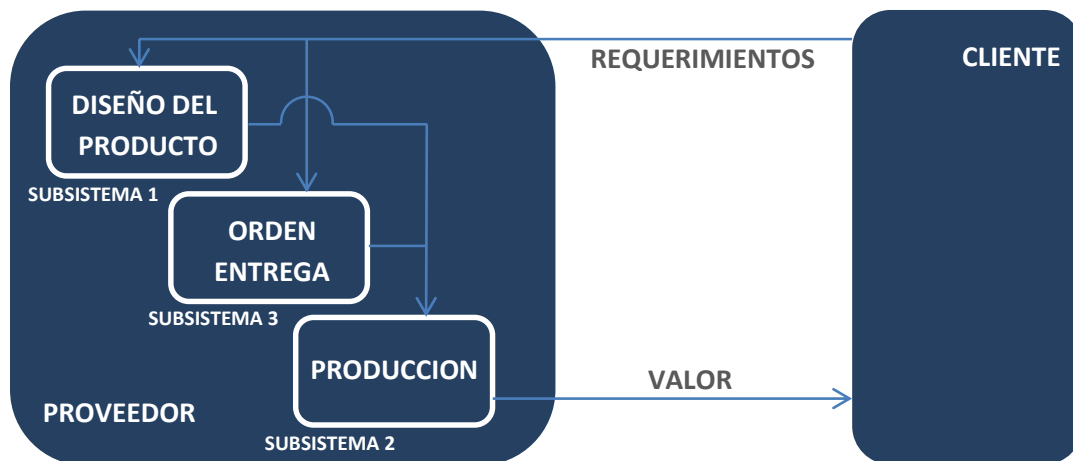 REQUERIMIENTOS
CLIENTE
DISEÑO DEL
PRODUCTO
SUBSISTEMA 1
ORDEN
ENTREGA
SUBSISTEMA 3
PRODUCCION
VALOR
PROVEEDOR
SUBSISTEMA 2